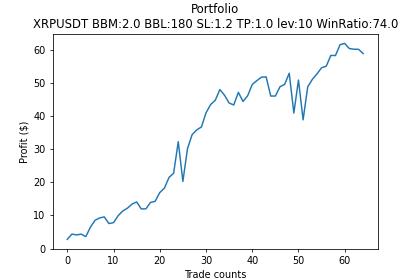 Portfolio
XRPUSDT BBM:2.0 BBL:180 SL:1.2 TP:1.0 lev:10 WinRatio:74.0
60
50
40
30
20
10
0
Profit ($)
0 10 20 30 40 50 60
Trade counts